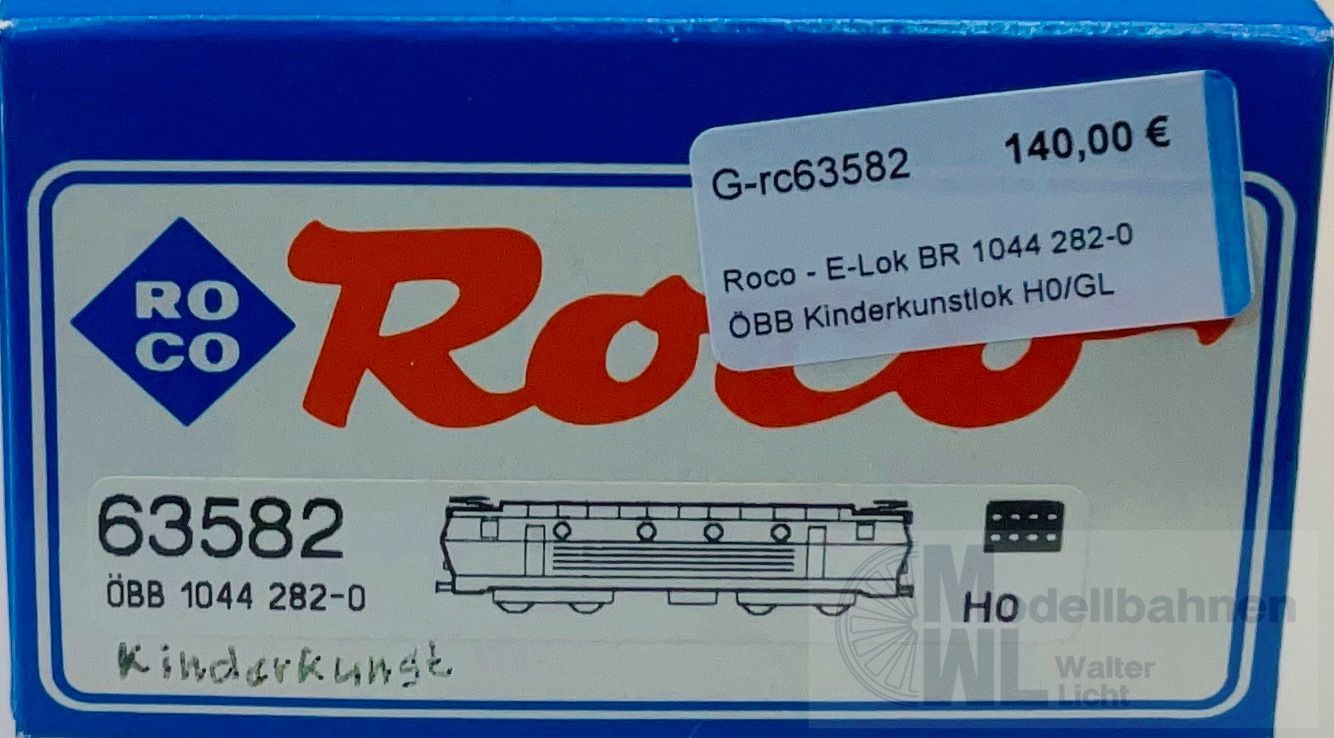 G-rc63582 140,00 €
Roco - E-Lok BR 1044 282-0
ÖBB Kinderkunstlok H0/GL
RO
CO
Roco
63582
ÖBB 1044 282-0
H0
Kinderkunst
Modellbahnen
WL Walter
Licht